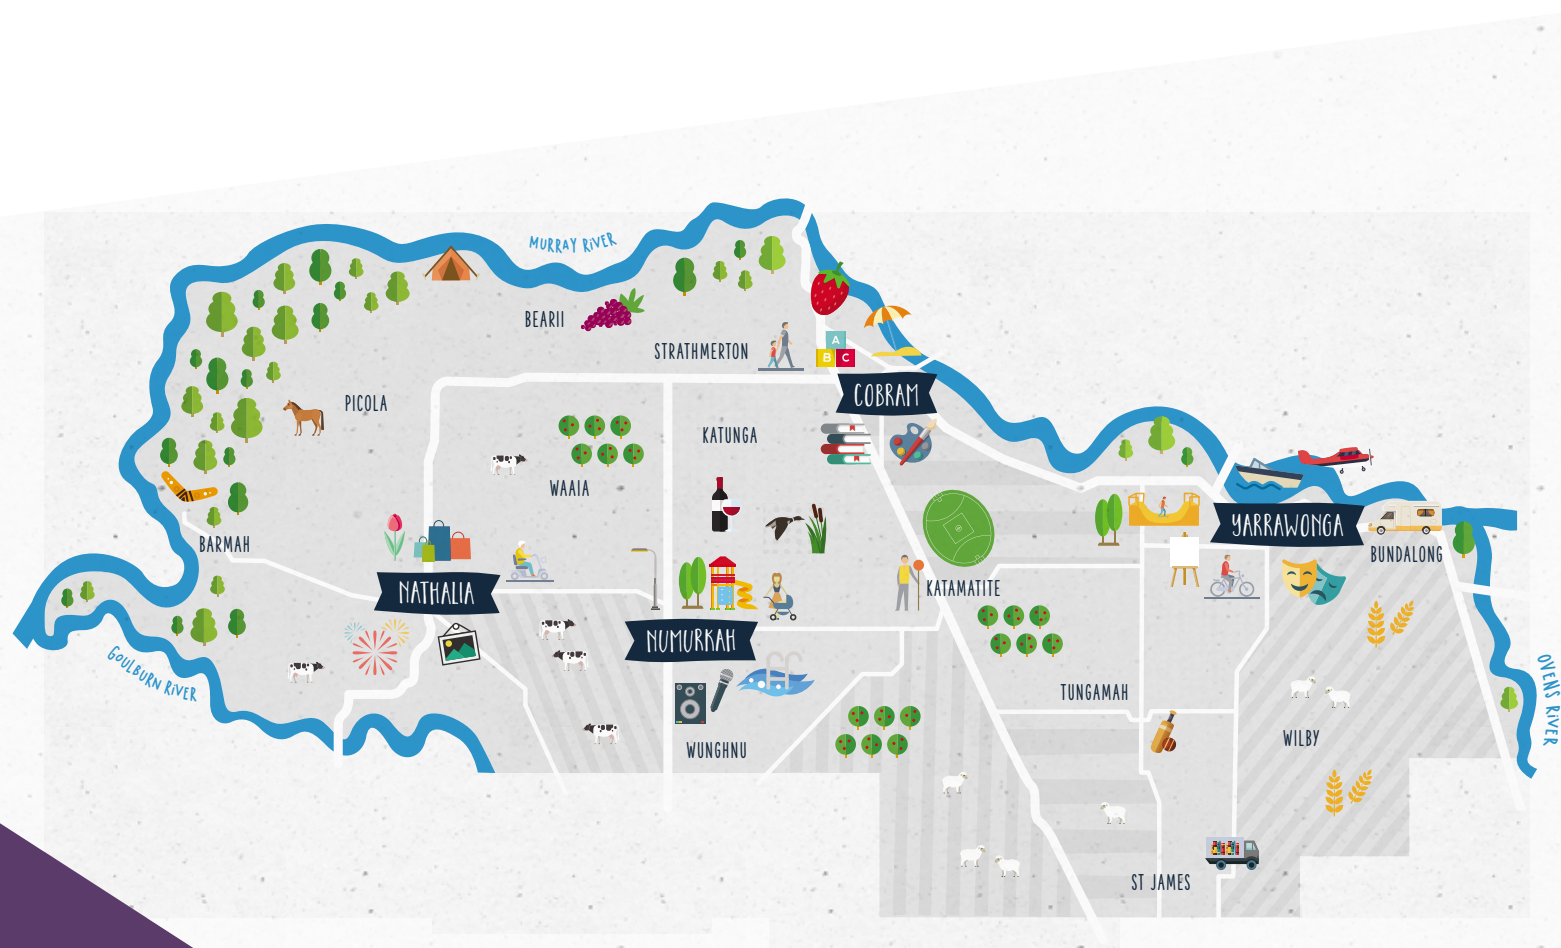 MURRAY RIVER
BEARII
STRATHMERTON
A
B C
COBRAM
PICOLA
KATUNGA
WAAIA
BARMAH
YARRAWONGA
BUNDALONG
NATHALIA
KATAMATITE
NUMURKAH
GOULBURN RIVER
OVENS RIVER
TUNGAMAH
WILBY
WUNGHNU
ST JAMES